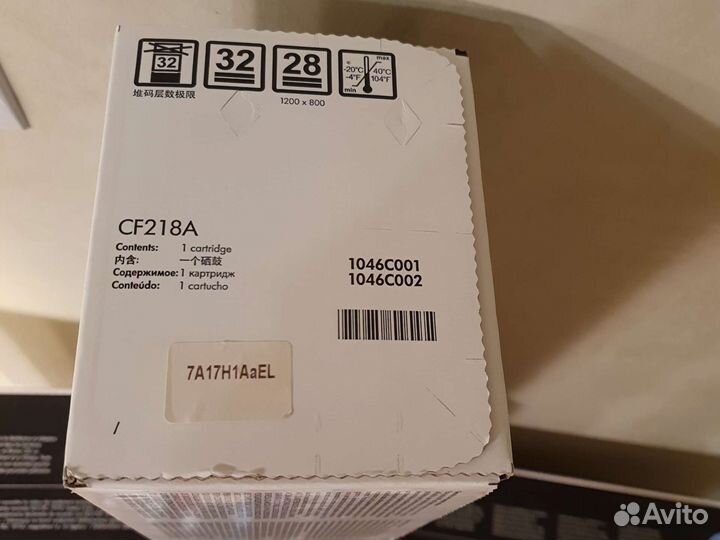 32
32
28
1200 x 800
-20°C
-4°F
min
max
40°C
104°F
堆码层数极限
CF218A
Contents: 1 cartridge
内含: 一个硒鼓
Содержимое: 1 картридж
Conteúdo: 1 cartucho
1046C001
1046C002
7A17H1AaEL
/
Avito